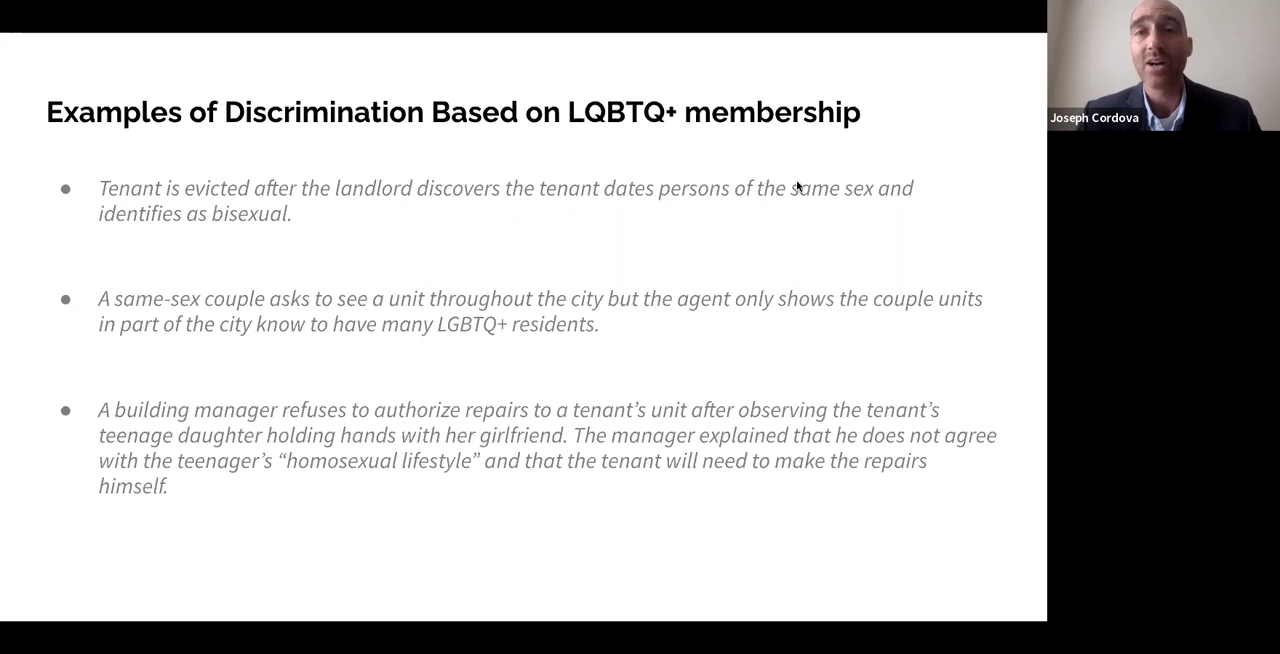 Examples of Discrimination Based on LQBTQ+ membership
● Tenant is evicted after the landlord discovers the tenant dates persons of the same sex and
identifies as bisexual.
● A same-sex couple asks to see a unit throughout the city but the agent only shows the couple units
in part of the city know to have many LGBTQ+ residents.
● A building manager refuses to authorize repairs to a tenant’s unit after observing the tenant’s
teenage daughter holding hands with her girlfriend. The manager explained that he does not agree
with the teenager’s “homosexual lifestyle” and that the tenant will need to make the repairs
himself.
Joseph Cordova